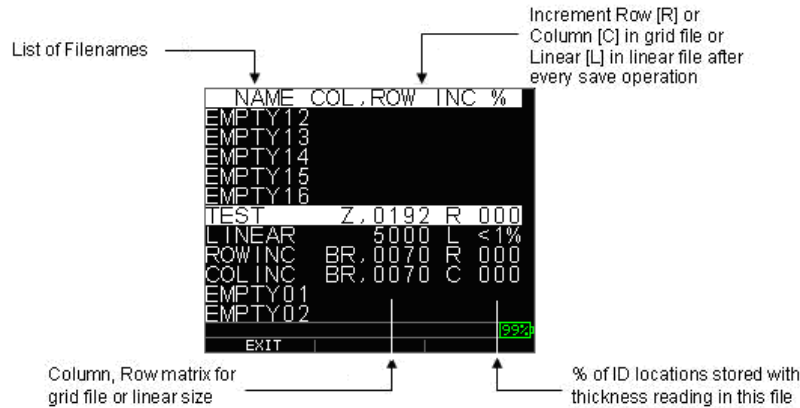 Increment Row [R] or
Column [C] in grid file or
Linear [L] in linear file after
every save operation
List of Filenames
NAME COL,ROW INC %
EMPTY12
EMPTY13
EMPTY14
EMPTY15
EMPTY16
TEST Z,0192 R 000
LINEAR 5000 L <1%
ROWINC BR,0070 R 000
COLINC BR,0070 C 000
EMPTY01
EMPTY02
99%
EXIT
Column, Row matrix for
grid file or linear size
% of ID locations stored with
thickness reading in this file